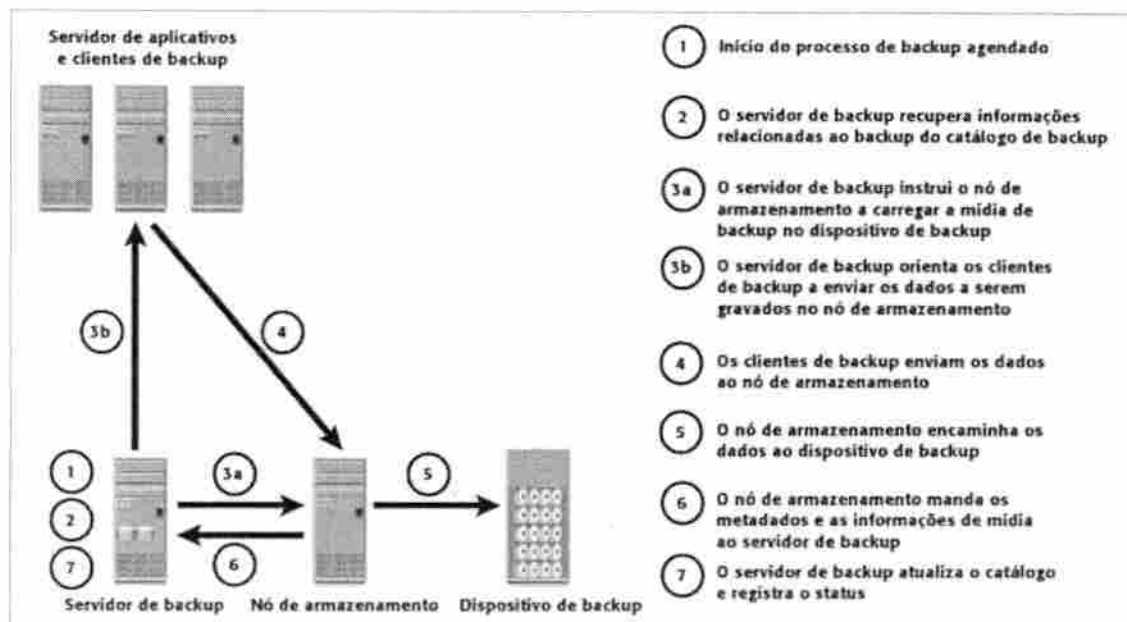 Servidor de aplicativos
e clientes de backup
3b
4
1
2
7
3a
6
5
Servidor de backup
Nó de armazenamento
Dispositivo de backup
1 Início do processo de backup agendado
2 O servidor de backup recupera informações
relacionadas ao backup do catálogo de backup
3a O servidor de backup instrui o nó de
armazenamento a carregar a mídia de
backup no dispositivo de backup
3b O servidor de backup orienta os clientes
de backup a enviar os dados a serem
gravados no nó de armazenamento
4 Os clientes de backup enviam os dados
ao nó de armazenamento
5 O nó de armazenamento encaminha os
dados ao dispositivo de backup
6 O nó de armazenamento manda os
metadados e as informações de mídia
ao servidor de backup
7 O servidor de backup atualiza o catálogo
e registra o status